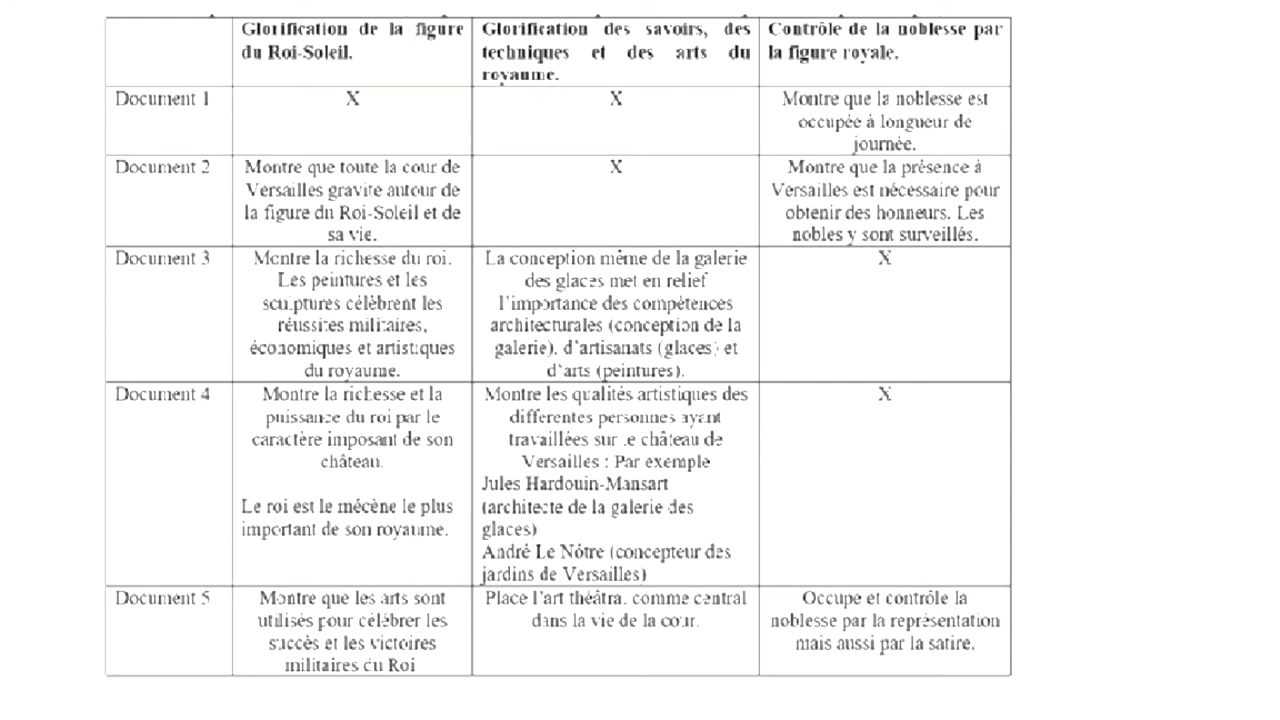 Glorification de la figure
du Roi-Soleil.
Glorification des savoirs, des
techniques et des arts du
royaume.
Contrôle de la noblesse par
la figure royale.
Document 1
X
X
Montre que la noblesse est
occupée à longueur de
journée.
Document 2
Montre que toute la cour de
Versailles gravite autour de
la figure du Roi-Soleil et de
sa vie.
X
Montre que la présence à
Versailles est nécessaire pour
obtenir des honneurs. Les
nobles y sont surveillés.
Document 3
Montre la richesse du roi.
Les peintures et les
sculptures célèbrent les
réussites militaires,
économiques et artistiques
du royaume.
La conception même de la galerie
des glaces met en relief
l'importance des compétences
architecturales (conception de la
galerie), d'artisanats (glaces) et
d'arts (peintures).
X
Document 4
Montre la richesse et la
puissance du roi par le
caractère imposant de son
château.
Le roi est le mécène le plus
important de son royaume.
Montre les qualités artistiques des
différentes personnes ayant
travaillées sur le château de
Versailles : Par exemple
Jules Hardouin-Mansart
(architecte de la galerie des
glaces)
André Le Nôtre (concepteur des
jardins de Versailles)
X
Document 5
Montre que les arts sont
utilisés pour célébrer les
succès et les victoires
militaires du Roi
Place l'art théâtral comme central
dans la vie de la cour.
Occupe et contrôle la
noblesse par la représentation
mais aussi par la satire.